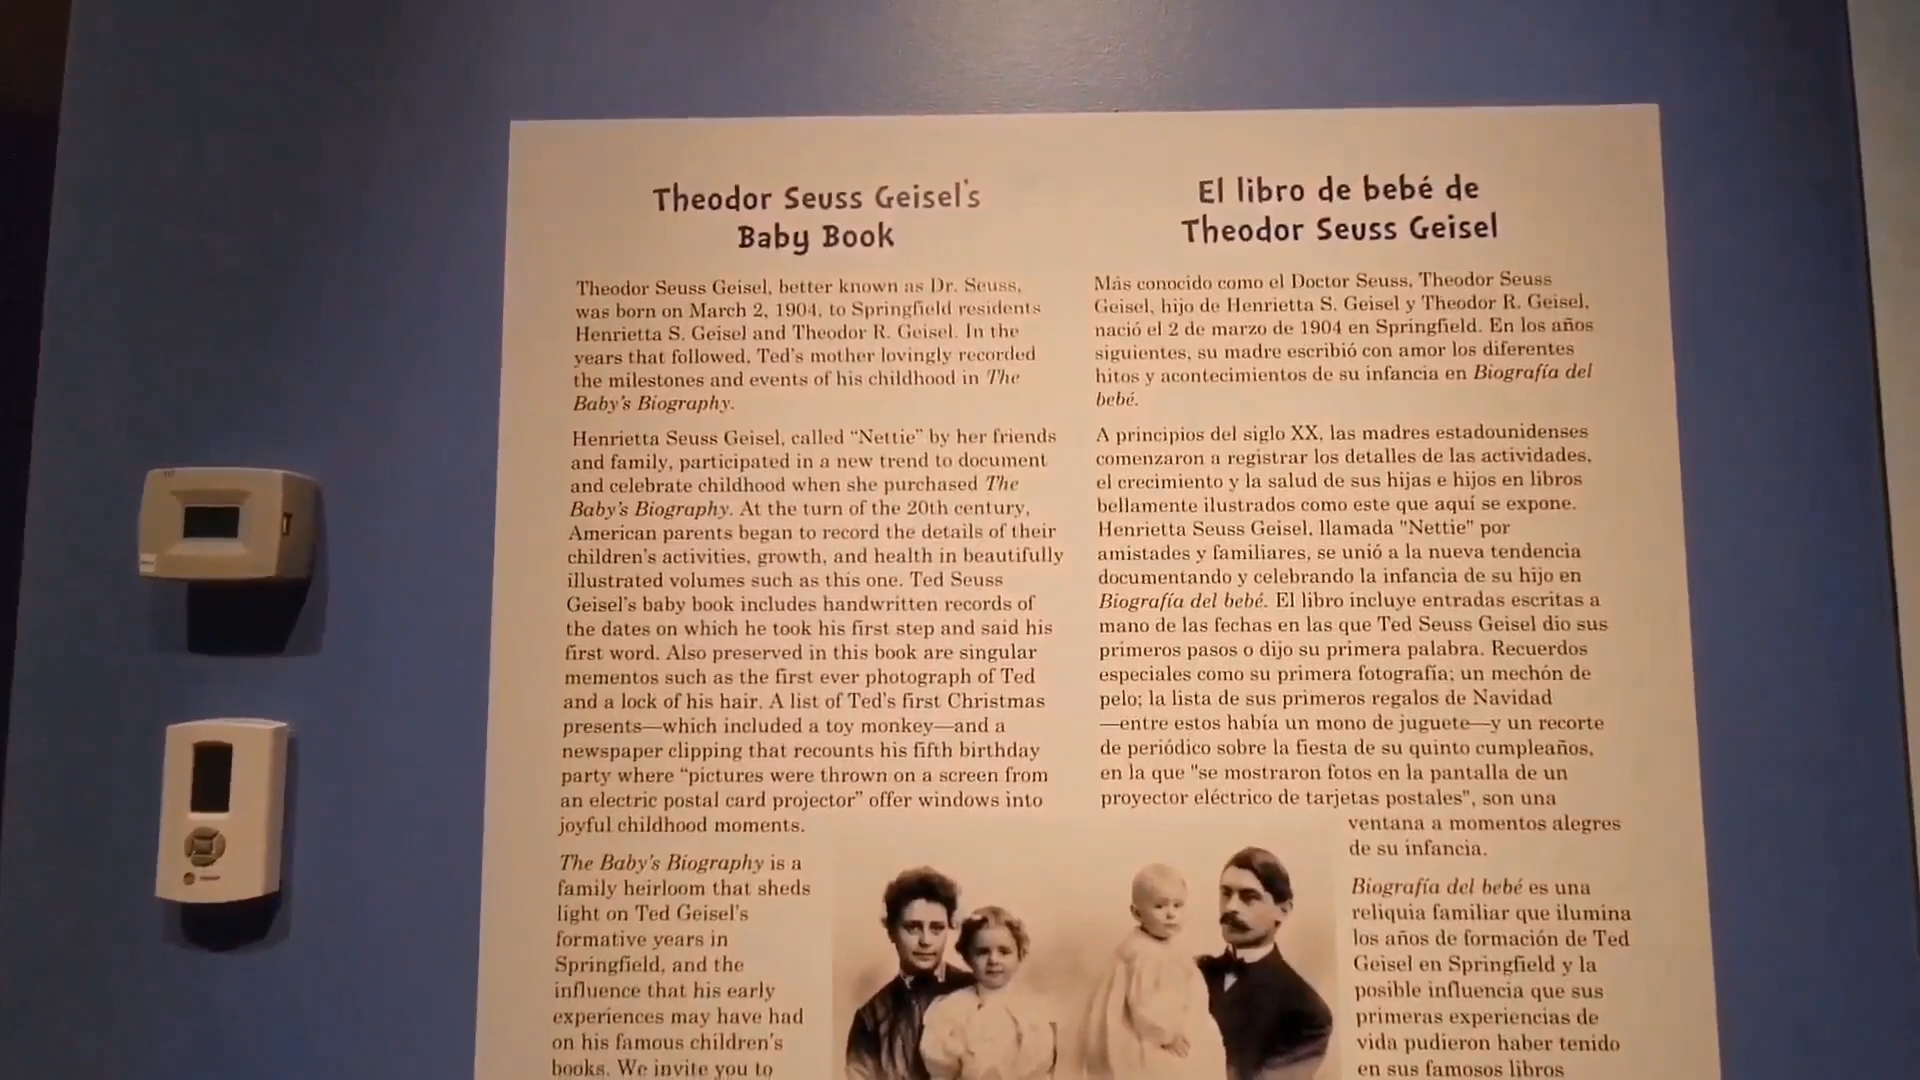 Theodor Seuss Geisel's
Baby Book
Theodor Seuss Geisel, better known as Dr. Seuss,
was born on March 2, 1904, to Springfield residents
Henrietta S. Geisel and Theodor R. Geisel. In the
years that followed, Ted's mother lovingly recorded
the milestones and events of his childhood in The
Baby's Biography.
Henrietta Seuss Geisel, called “Nettie” by her friends
and family, participated in a new trend to document
and celebrate childhood when she purchased The
Baby's Biography. At the turn of the 20th century,
American parents began to record the details of their
children's activities, growth, and health in beautifully
illustrated volumes such as this one. Ted Seuss
Geisel's baby book includes handwritten records of
the dates on which he took his first step and said his
first word. Also preserved in this book are singular
mementos such as the first ever photograph of Ted
and a lock of his hair. A list of Ted's first Christmas
presents—which included a toy monkey—and a
newspaper clipping that recounts his fifth birthday
party where “pictures were thrown on a screen from
an electric postal card projector” offer windows into
joyful childhood moments.
The Baby's Biography is a
family heirloom that sheds
light on Ted Geisel's
formative years in
Springfield, and the
influence that his early
experiences may have had
on his famous children's
books. We invite you to
El libro de bebé de
Theodor Seuss Geisel
Más conocido como el Doctor Seuss, Theodor Seuss
Geisel, hijo de Henrietta S. Geisel y Theodor R. Geisel,
nació el 2 de marzo de 1904 en Springfield. En los años
siguientes, su madre escribió con amor los diferentes
hitos y acontecimientos de su infancia en Biografía del
bebé.
A principios del siglo XX, las madres estadounidenses
comenzaron a registrar los detalles de las actividades,
el crecimiento y la salud de sus hijas e hijos en libros
bellamente ilustrados como este que aquí se expone.
Henrietta Seuss Geisel, llamada "Nettie" por
amistades y familiares, se unió a la nueva tendencia
documentando y celebrando la infancia de su hijo en
Biografía del bebé. El libro incluye entradas escritas a
mano de las fechas en las que Ted Seuss Geisel dio sus
primeros pasos o dijo su primera palabra. Recuerdos
especiales como su primera fotografía; un mechón de
pelo; la lista de sus primeros regalos de Navidad
—entre estos había un mono de juguete—y un recorte
de periódico sobre la fiesta de su quinto cumpleaños,
en la que "se mostraron fotos en la pantalla de un
proyector eléctrico de tarjetas postales", son una
ventana a momentos alegres
de su infancia.
Biografía del bebé es una
reliquia familiar que ilumina
los años de formación de Ted
Geisel en Springfield y la
posible influencia que sus
primeras experiencias de
vida pudieron haber tenido
en sus famosos libros